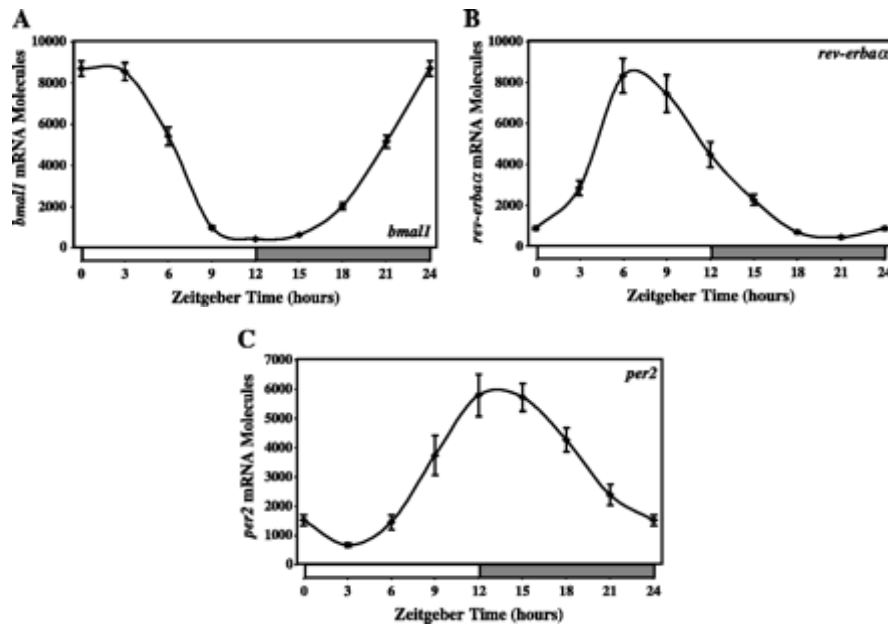 A
10000
8000
6000
4000
2000
0
bmal1 mRNA Molecules
bmal1
0 3 6 9 12 15 18 21 24
Zeitgeber Time (hours)
B
10000
8000
6000
4000
2000
0
rev-erbα mRNA Molecules
rev-erbα
0 3 6 9 12 15 18 21 24
Zeitgeber Time (hours)
C
7000
6000
5000
4000
3000
2000
1000
0
per2 mRNA Molecules
per2
0 3 6 9 12 15 18 21 24
Zeitgeber Time (hours)